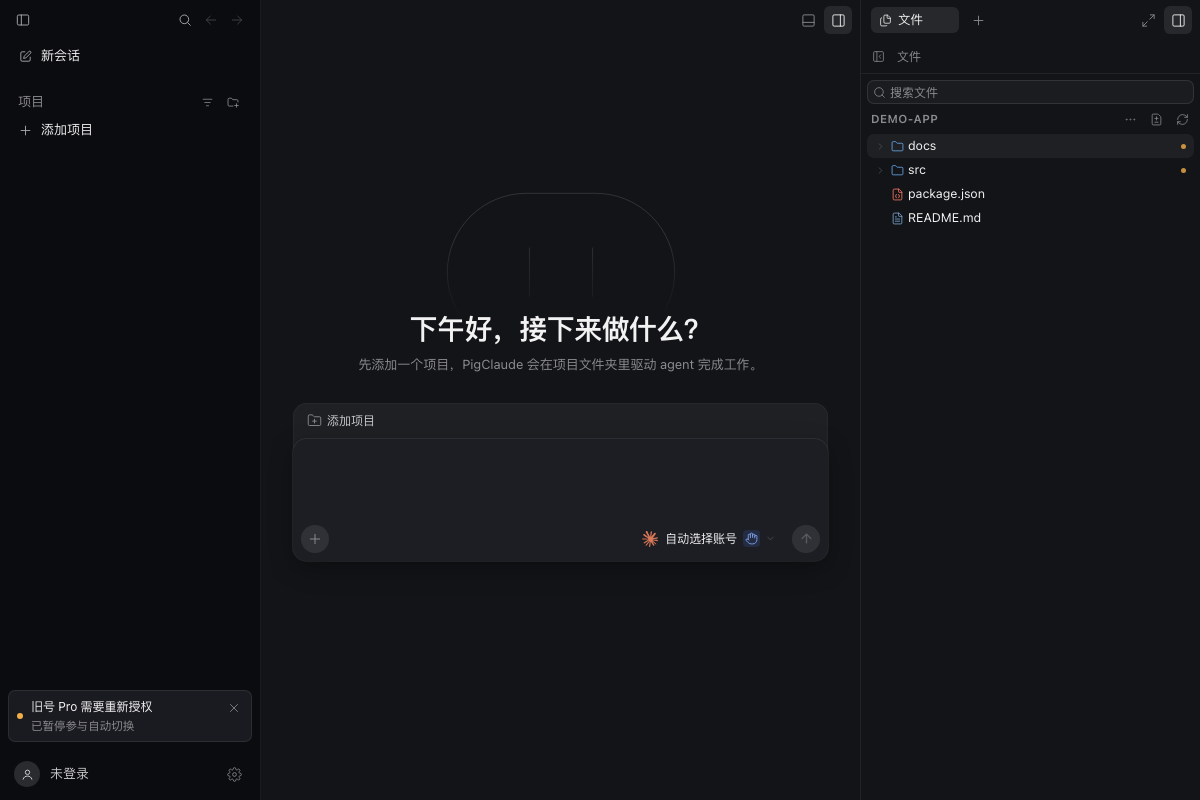 新会话
项目
添加项目
下午好，接下来做什么?
先添加一个项目，PigClaude 会在项目文件夹里驱动 agent 完成工作。
添加项目
自动选择账号
旧号 Pro 需要重新授权
已暂停参与自动切换
未登录
文件
文件
搜索文件
DEMO-APP
docs
src
package.json
README.md